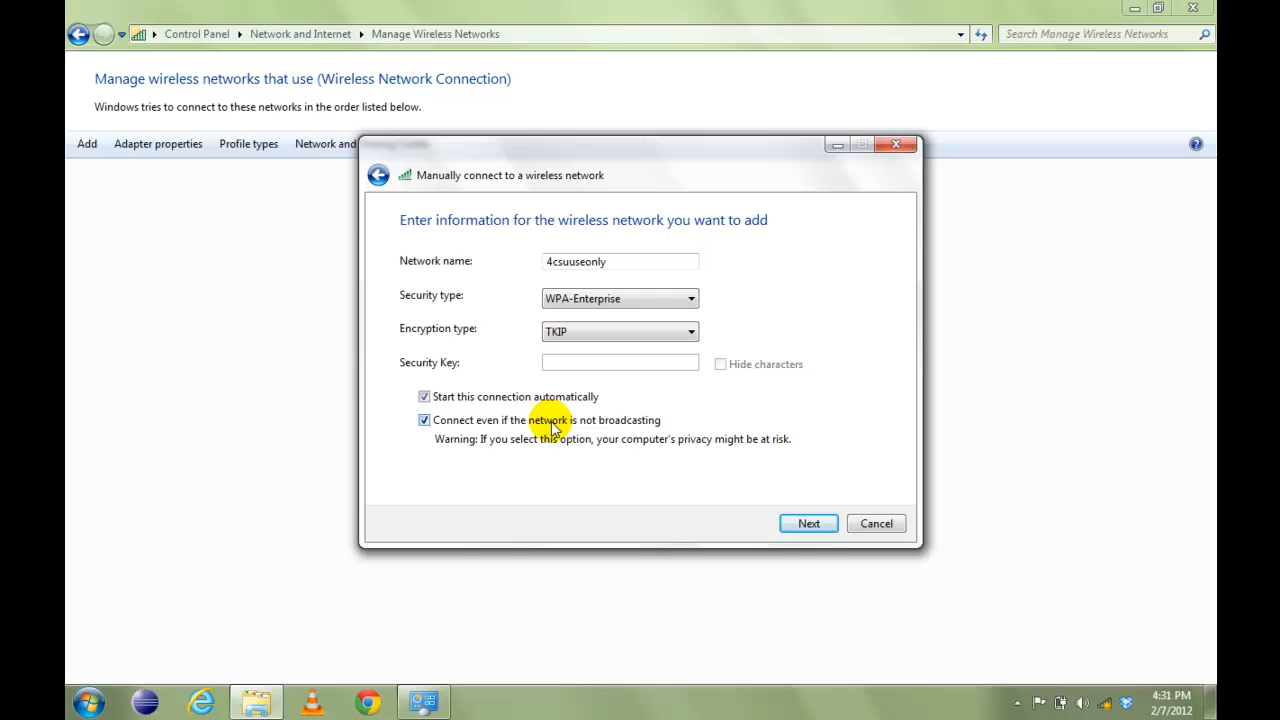 Control Panel Network and Internet Manage Wireless Networks Search Manage Wireless Networks
Manage wireless networks that use (Wireless Network Connection)
Windows tries to connect to these networks in the order listed below.
Add Adapter properties Profile types Network and
Manually connect to a wireless network
Enter information for the wireless network you want to add
Network name: 4csuuseonly
Security type: WPA-Enterprise
Encryption type: TKIP
Security Key: Hide characters
Start this connection automatically
Connect even if the network is not broadcasting
Warning: If you select this option, your computer's privacy might be at risk.
Next Cancel
4:31 PM
2/7/2012